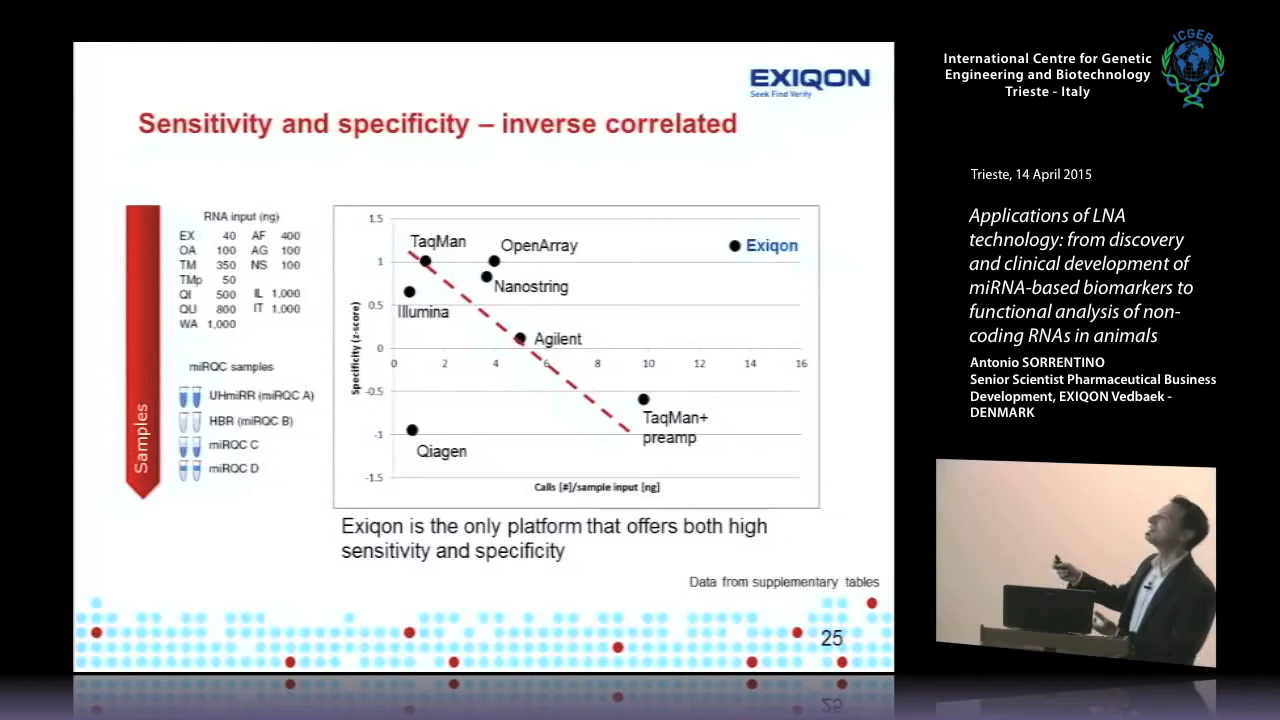 EXIQON
Seek Find Verify
Sensitivity and specificity – inverse correlated
RNA input (ng)
EX 40 AF 400
OA 100 AG 100
TM 350 NS 100
TMp 50
QI 500 IL 1,000
QU 800 IT 1,000
WA 1,000
miRQC samples
UHmiRR (miRQC A)
HBR (miRQC B)
miRQC C
miRQC D
Samples
1.5
1
0.5
0
-0.5
-1
-1.5
Specificity (z-score)
0 2 4 6 8 10 12 14 16
Calls [#]/sample input [ng]
TaqMan
OpenArray
Exiqon
Nanostring
Illumina
Agilent
TaqMan+
preamp
Qiagen
Exiqon is the only platform that offers both high
sensitivity and specificity
Data from supplementary tables
25
International Centre for Genetic
Engineering and Biotechnology
Trieste - Italy
ICGEB
Trieste, 14 April 2015
Applications of LNA
technology: from discovery
and clinical development of
miRNA-based biomarkers to
functional analysis of non-
coding RNAs in animals
Antonio SORRENTINO
Senior Scientist Pharmaceutical Business
Development, EXIQON Vedbaek -
DENMARK